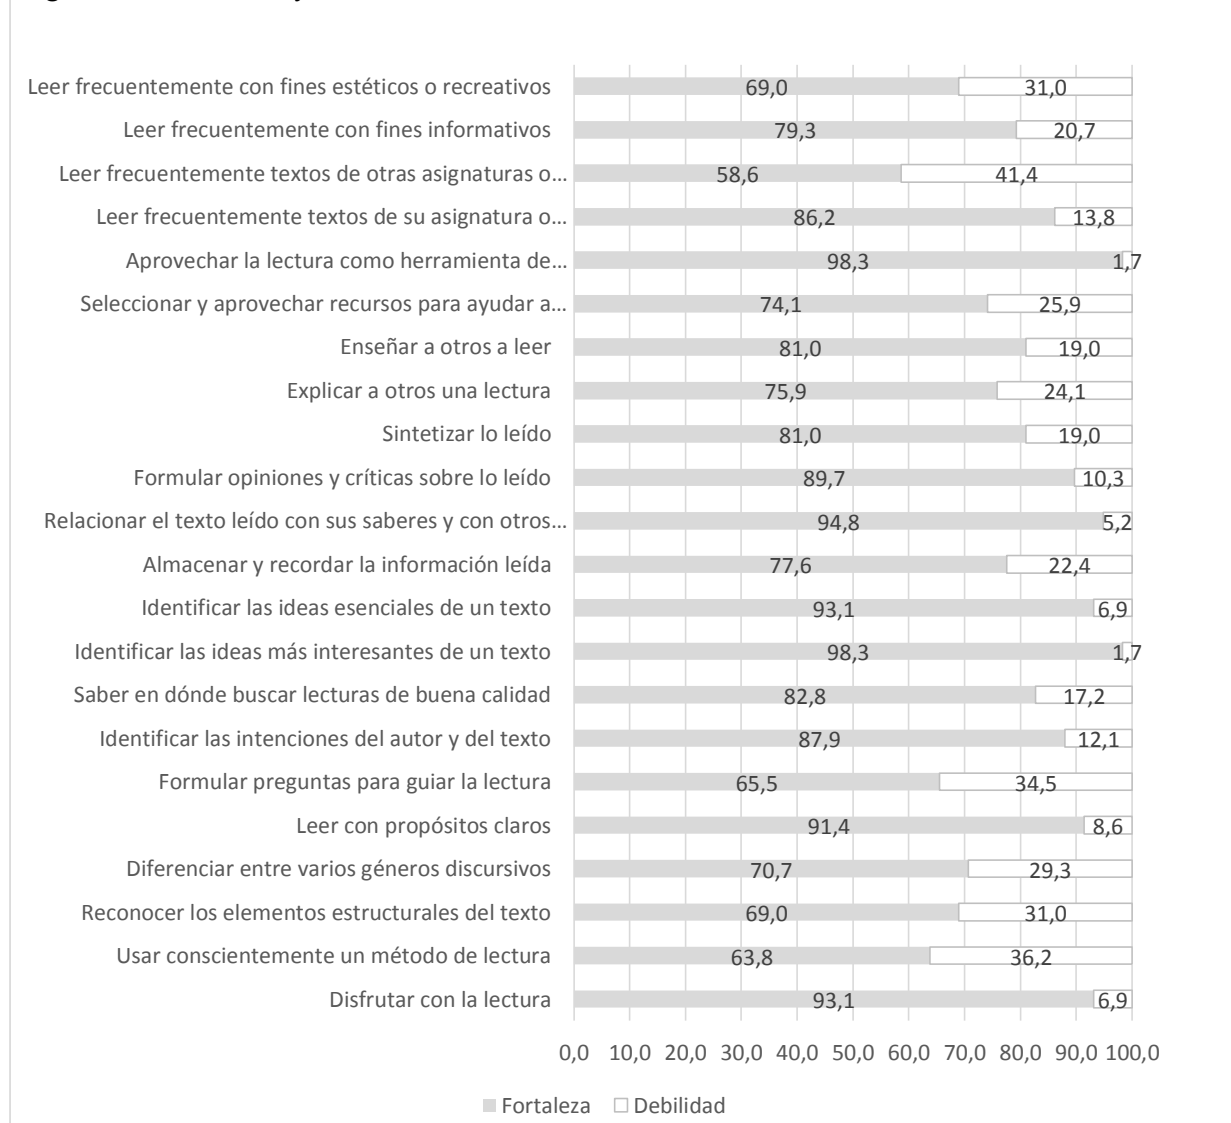 Leer frecuentemente con fines estéticos o recreativos 69,0 31,0
Leer frecuentemente con fines informativos 79,3 20,7
Leer frecuentemente textos de otras asignaturas o... 58,6 41,4
Leer frecuentemente textos de su asignatura o... 86,2 13,8
Aprovechar la lectura como herramienta de... 98,3 1,7
Seleccionar y aprovechar recursos para ayudar a... 74,1 25,9
Enseñar a otros a leer 81,0 19,0
Explicar a otros una lectura 75,9 24,1
Sintetizar lo leído 81,0 19,0
Formular opiniones y críticas sobre lo leído 89,7 10,3
Relacionar el texto leído con sus saberes y con otros... 94,8 5,2
Almacenar y recordar la información leída 77,6 22,4
Identificar las ideas esenciales de un texto 93,1 6,9
Identificar las ideas más interesantes de un texto 98,3 1,7
Saber en dónde buscar lecturas de buena calidad 82,8 17,2
Identificar las intenciones del autor y del texto 87,9 12,1
Formular preguntas para guiar la lectura 65,5 34,5
Leer con propósitos claros 91,4 8,6
Diferenciar entre varios géneros discursivos 70,7 29,3
Reconocer los elementos estructurales del texto 69,0 31,0
Usar conscientemente un método de lectura 63,8 36,2
Disfrutar con la lectura 93,1 6,9
0,0 10,0 20,0 30,0 40,0 50,0 60,0 70,0 80,0 90,0 100,0
Fortaleza Debilidad